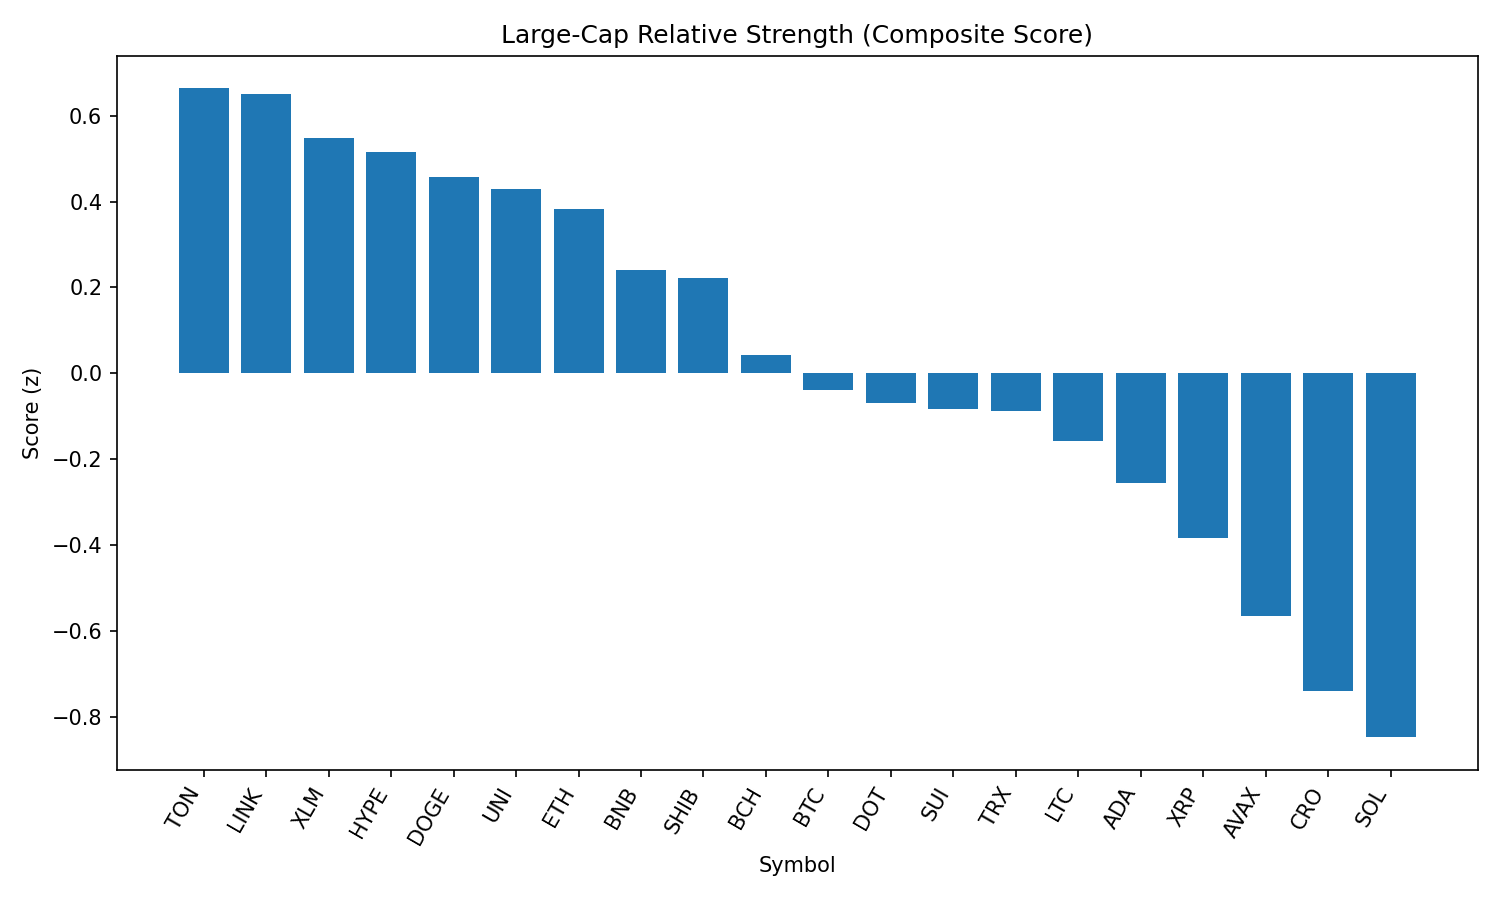 Large-Cap Relative Strength (Composite Score)
Score (z)
0.6
0.4
0.2
0.0
−0.2
−0.4
−0.6
−0.8
TON
LINK
XLM
HYPE
DOGE
UNI
ETH
BNB
SHIB
BCH
BTC
DOT
SUI
TRX
LTC
ADA
XRP
AVAX
CRO
SOL
Symbol